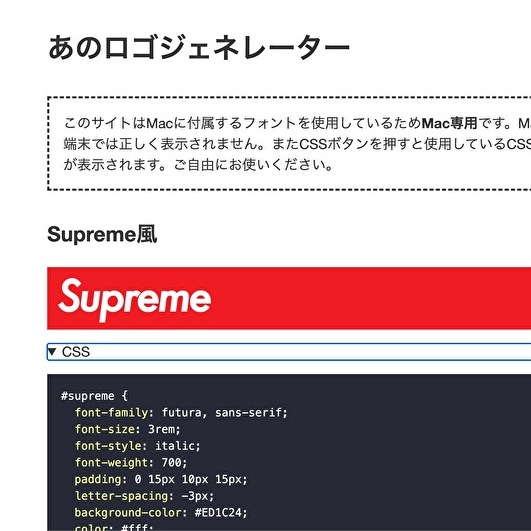 あのロゴジェネレーター
このサイトはMacに付属するフォントを使用しているためMac専用です。
端末では正しく表示されません。またCSSボタンを押すと使用しているCSS
が表示されます。ご自由にお使いください。
Supreme風
Supreme
▼ CSS
#supreme {
font-family: futura, sans-serif;
font-size: 3rem;
font-style: italic;
font-weight: 700;
padding: 0 15px 10px 15px;
letter-spacing: -3px;
background-color: #ED1C24;
color: #fff;